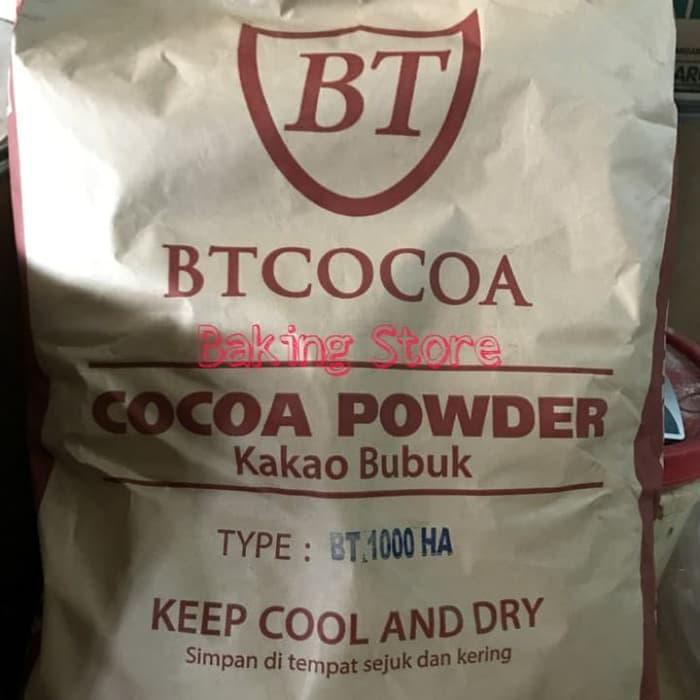 BT
BTCOCOA
Baking Store
COCOA POWDER
Kakao Bubuk
TYPE : BT.1000 HA
KEEP COOL AND DRY
Simpan di tempat sejuk dan kering